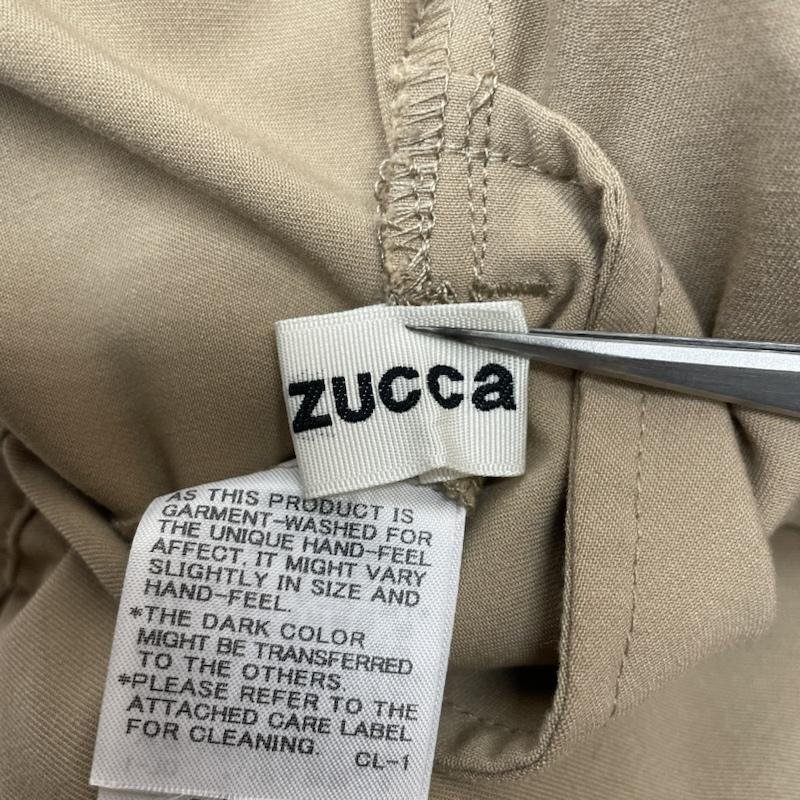 zucca
AS THIS PRODUCT IS
GARMENT-WASHED FOR
THE UNIQUE HAND-FEEL
AFFECT, IT MIGHT VARY
SLIGHTLY IN SIZE AND
HAND-FEEL.
*THE DARK COLOR
MIGHT BE TRANSFERRED
TO THE OTHERS.
*PLEASE REFER TO THE
ATTACHED CARE LABEL
FOR CLEANING.
CL-1